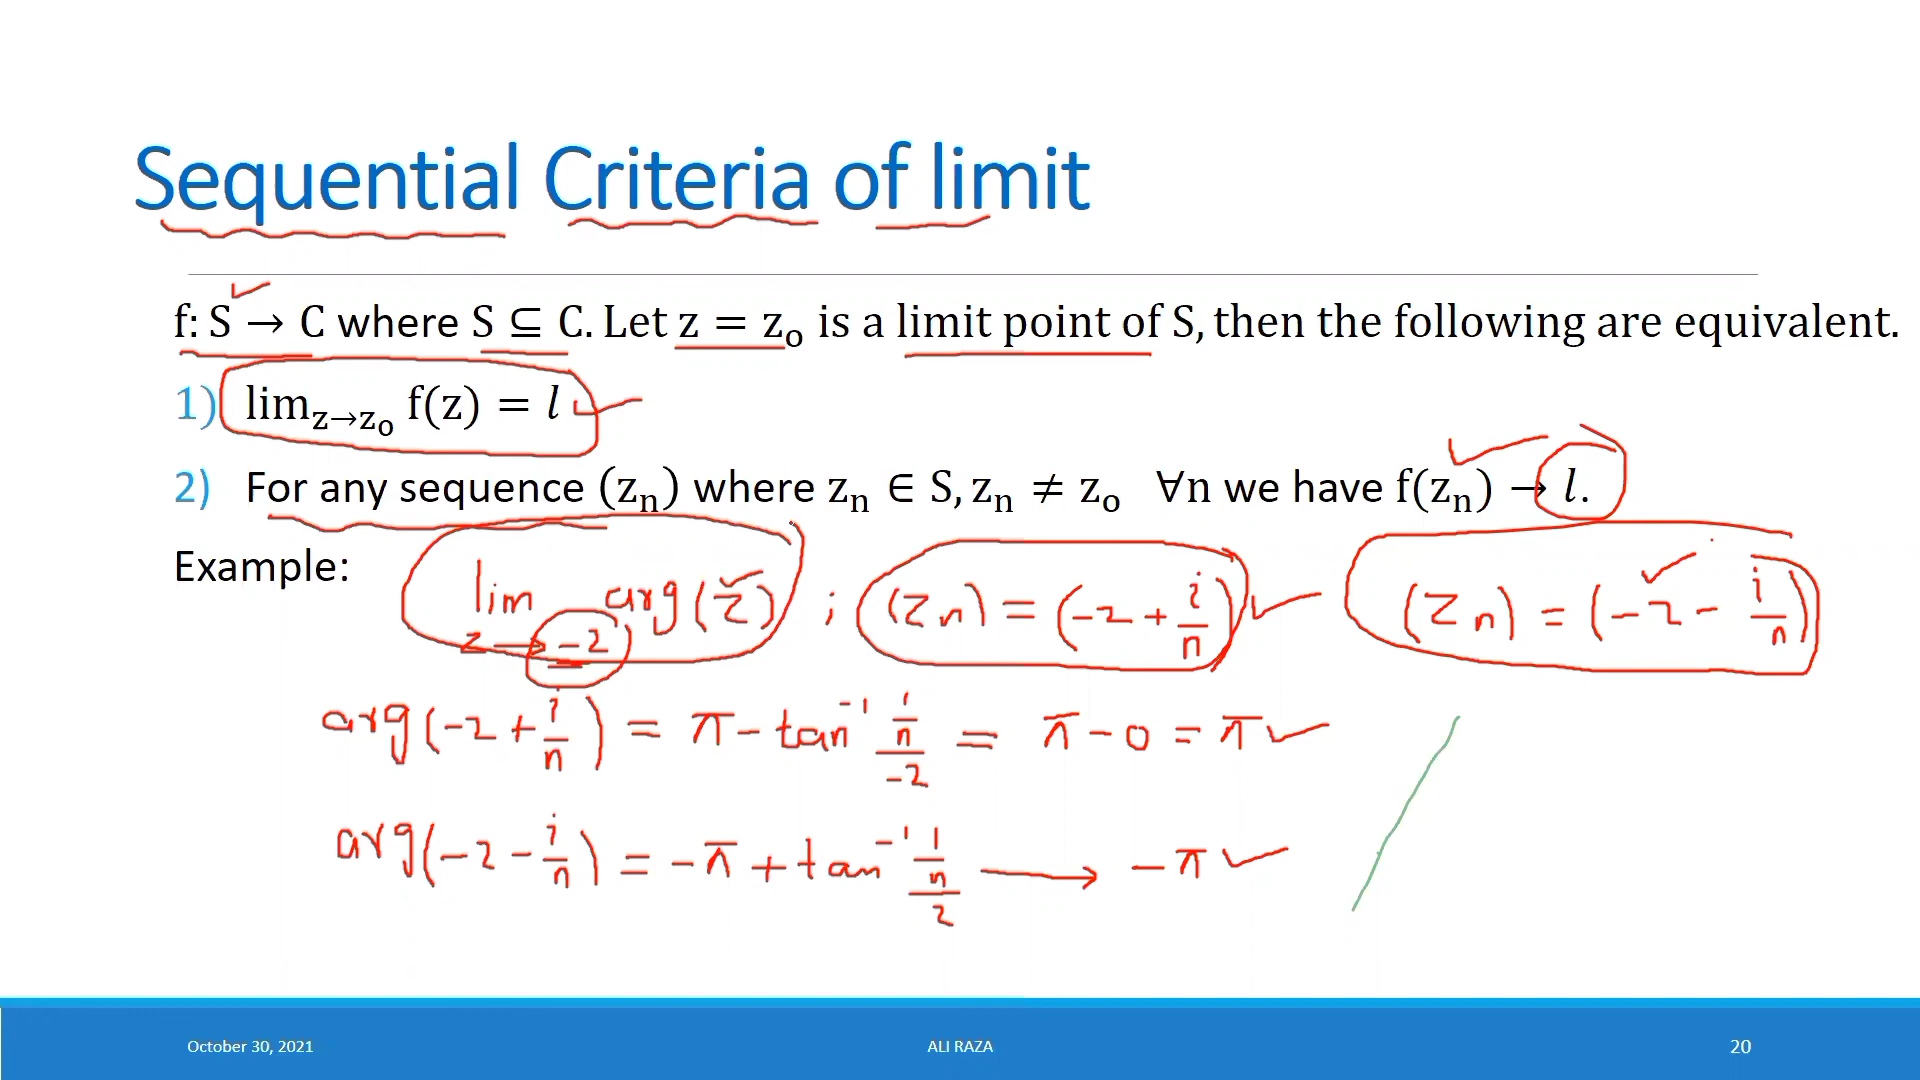 Sequential Criteria of limit
f: S → C where S ⊆ C. Let z = z₀ is a limit point of S, then the following are equivalent.
1) lim_{z→z₀} f(z) = l
2) For any sequence (zₙ) where zₙ ∈ S, zₙ ≠ z₀ ∀n we have f(zₙ) → l.
Example: lim_{z→-2} arg(z) ; (zₙ) = (-2 + i/n) (zₙ) = (-2 - i/n)
arg(-2 + i/n) = π - tan⁻¹ (1/n)/(-2) = π - 0 = π
arg(-2 - i/n) = -π + tan⁻¹ (1/n)/2 → -π
October 30, 2021
ALI RAZA
20